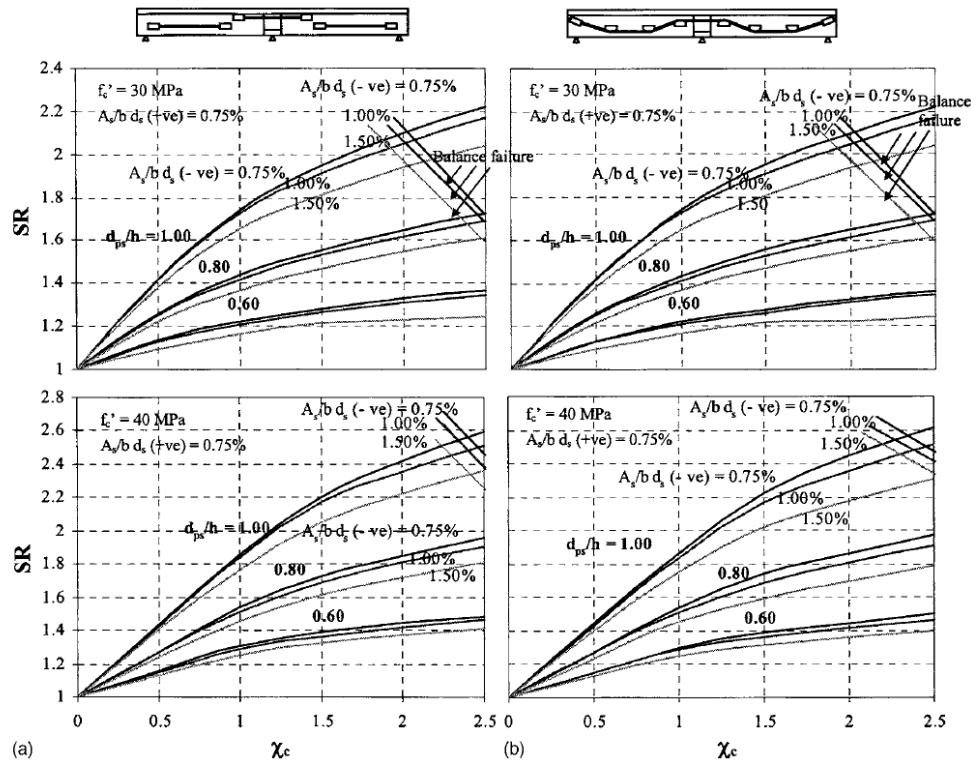 2.4
2.2
2
1.8
1.6
1.4
1.2
1
SR
f_c' = 30 MPa
A_s/b d_s (+ve) = 0.75%
A_s/b d_s (- ve) = 0.75%
1.00%
1.50%
Balance failure
A_s/b d_s (- ve) = 0.75%
1.00%
1.50%
d_ps/h = 1.00
0.80
0.60
f_c' = 30 MPa
A_s/b d_s (+ve) = 0.75%
A_s/b d_s (- ve) = 0.75%
Balance
failure
1.00%
1.50%
A_s/b d_s (- ve) = 0.75%
1.00%
1.50
d_ps/h = 1.00
0.80
0.60
2.8
2.6
2.4
2.2
2
1.8
1.6
1.4
1.2
1
SR
f_c' = 40 MPa
A_s/b d_s (+ve) = 0.75%
A_s/b d_s (- ve) = 0.75%
1.00%
1.50%
d_ps/h = 1.00
A_s/b d_s (- ve) = 0.75%
1.00%
1.50%
0.80
0.60
0 0.5 1 1.5 2 2.5
(a)
χ_c
f_c' = 40 MPa
A_s/b d_s (+ve) = 0.75%
A_s/b d_s (- ve) = 0.75%
1.00%
1.50%
A_s/b d_s (- ve) = 0.75%
1.00%
1.50%
d_ps/h = 1.00
0.80
0.60
0 0.5 1 1.5 2 2.5
(b)
χ_c